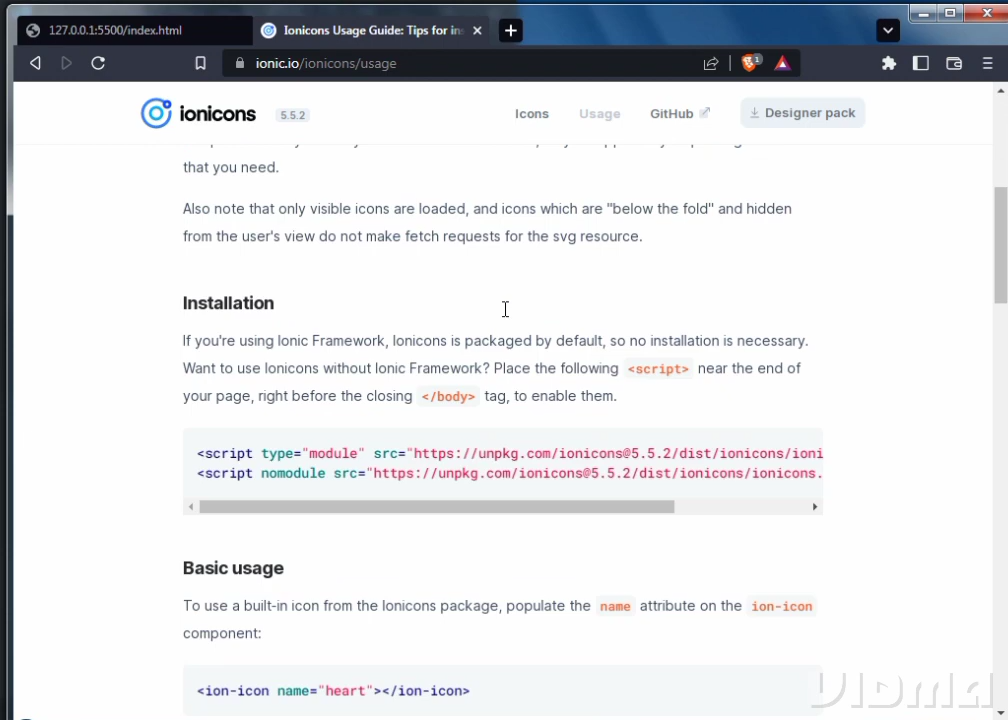 127.0.0.1:5500/index.html
Ionicons Usage Guide: Tips for in
ionic.io/ionicons/usage
1
ionicons
5.5.2
Icons
Usage
GitHub
Designer pack
that you need.
Also note that only visible icons are loaded, and icons which are "below the fold" and hidden
from the user's view do not make fetch requests for the svg resource.
Installation
If you're using Ionic Framework, Ionicons is packaged by default, so no installation is necessary.
Want to use Ionicons without Ionic Framework? Place the following <script> near the end of
your page, right before the closing </body> tag, to enable them.
<script type="module" src="https://unpkg.com/ionicons@5.5.2/dist/ionicons/ioni
<script nomodule src="https://unpkg.com/ionicons@5.5.2/dist/ionicons/ionicons.
Basic usage
To use a built-in icon from the Ionicons package, populate the name attribute on the ion-icon
component:
<ion-icon name="heart"></ion-icon>
VIDMA